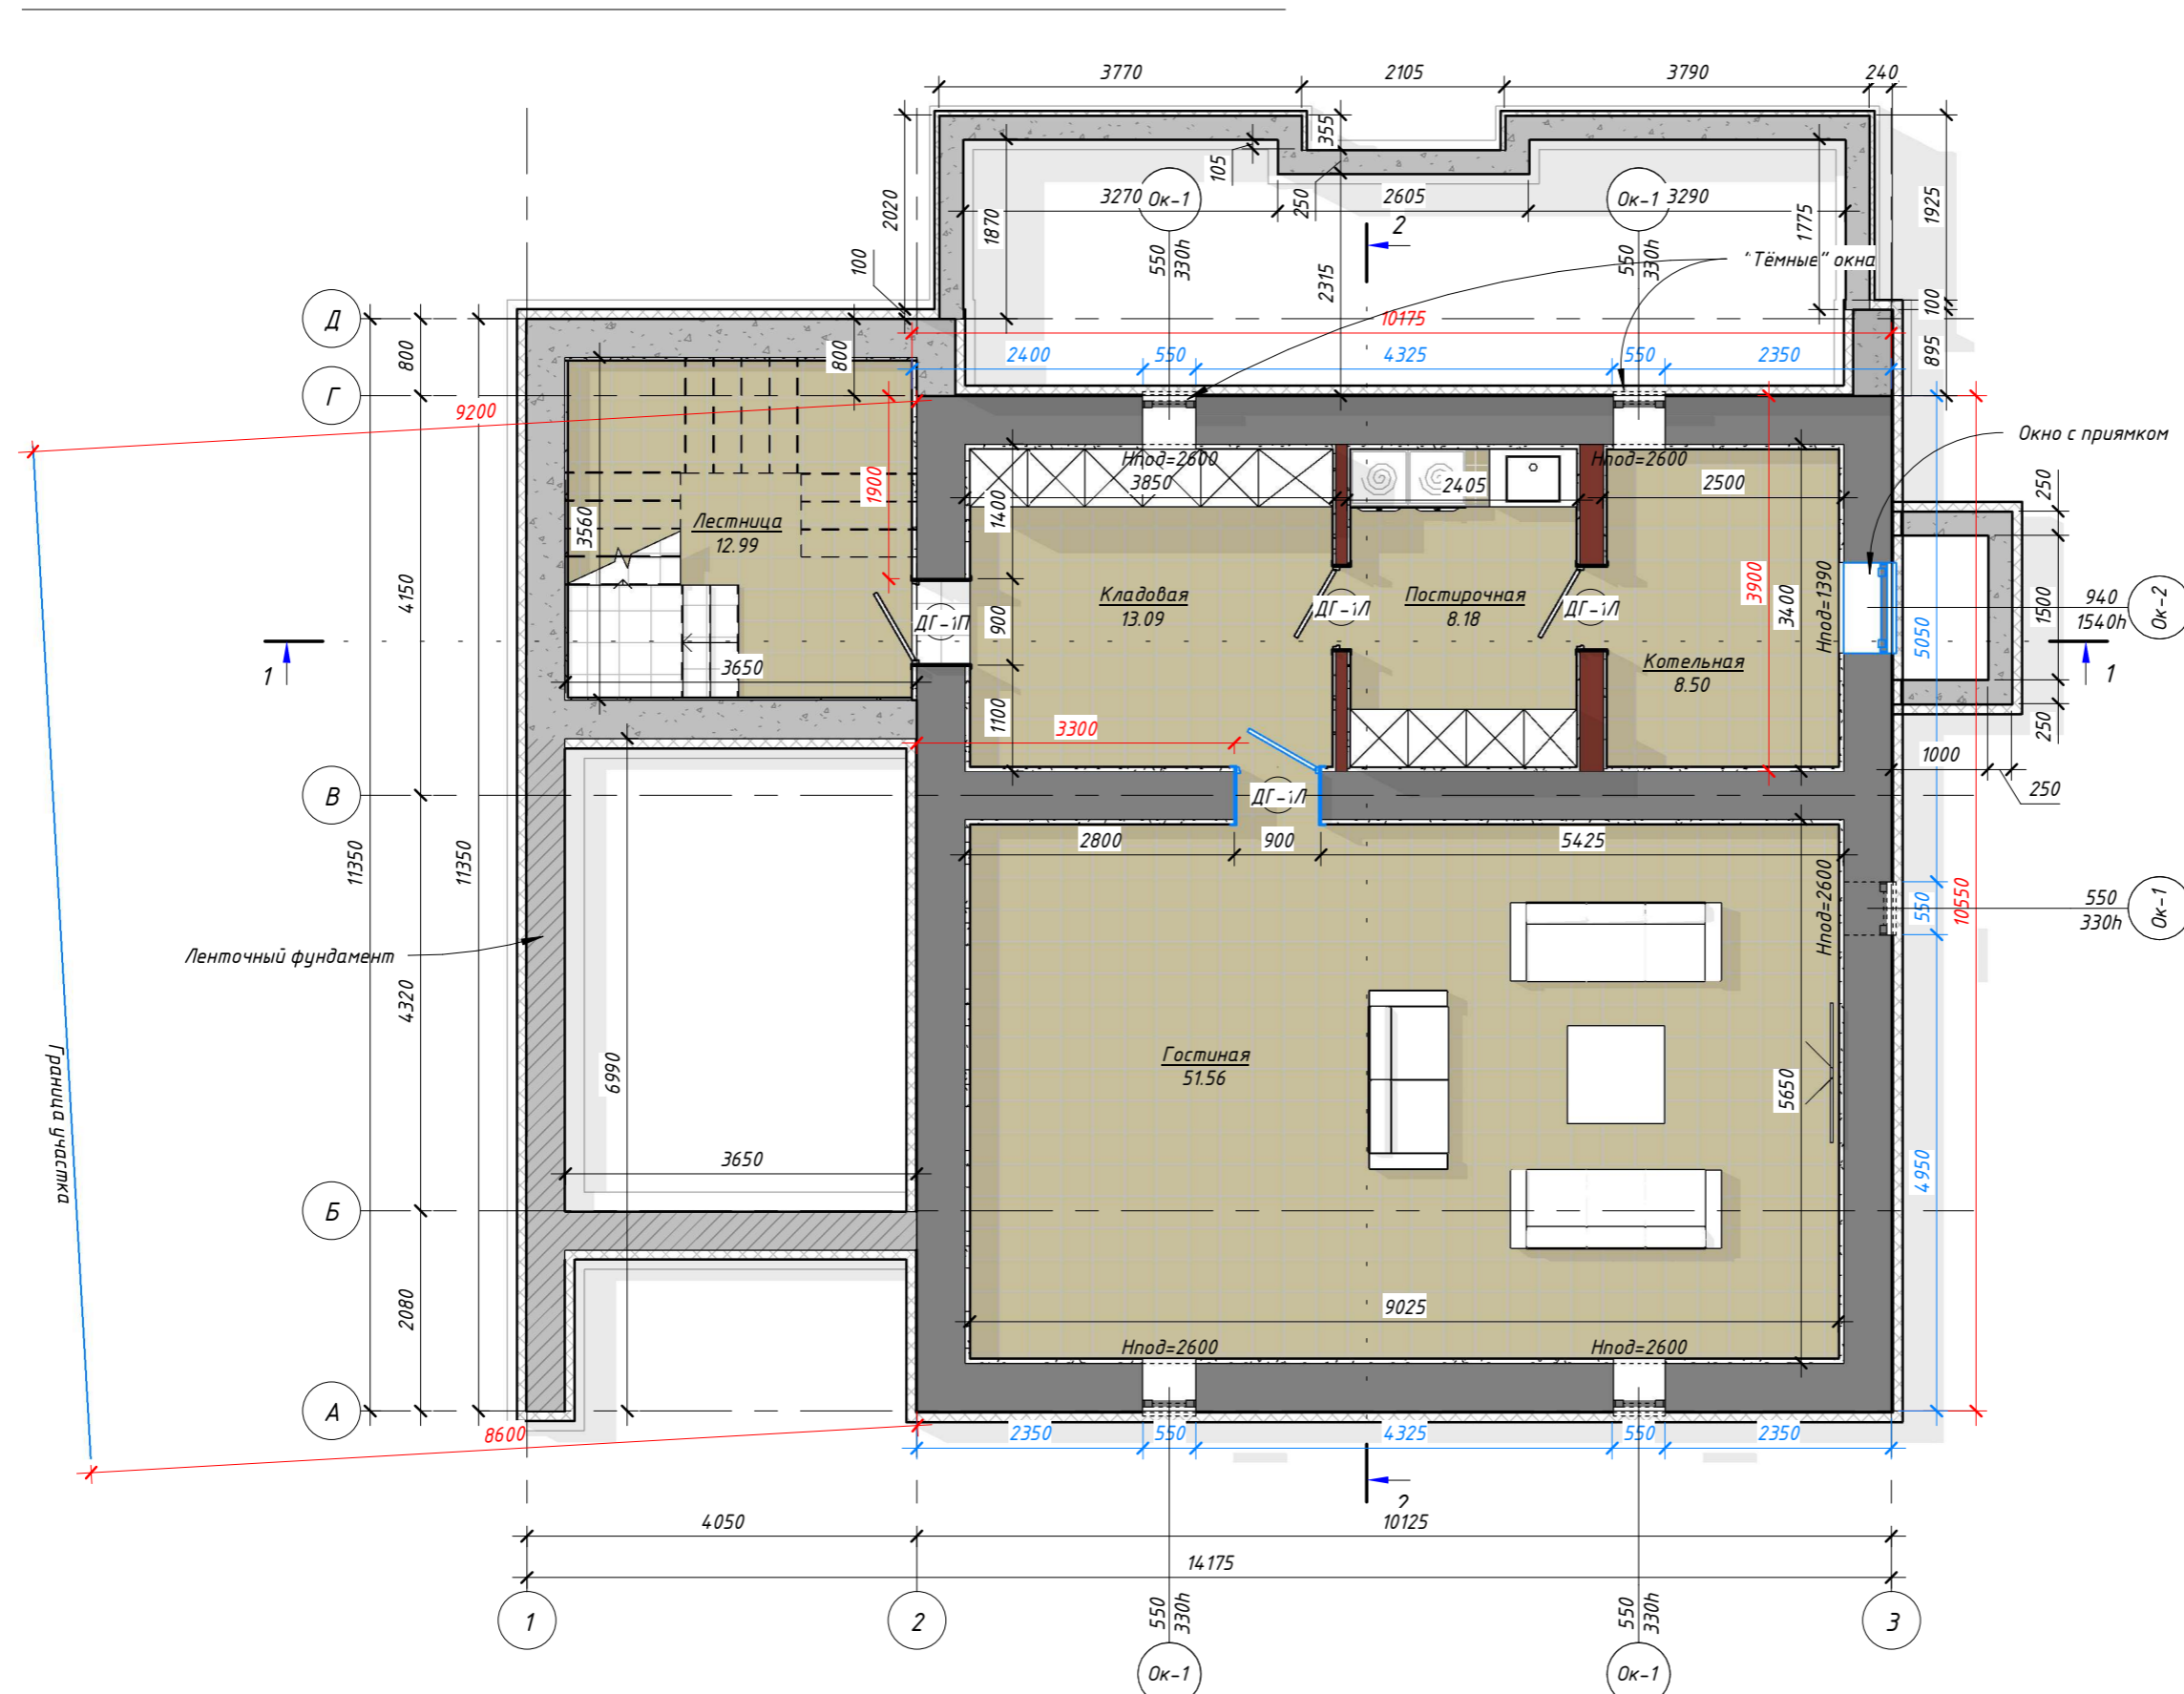 3770
2105
3790
240
355
105
250
2020
1870
3270
Ок-1
2605
Ок-1
3290
1775
1925
100
550
330h
2
550
330h
"Тёмные" окна
2315
100
895
10175
2400
550
4325
550
2350
Д
800
800
Г
9200
1900
Окно с приямком
Нпод=2600
3850
2405
Нпод=2600
2500
250
1400
3560
Лестница
12.99
Кладовая
13.09
Постирочная
8.18
Котельная
8.50
3900
3400
Нпод=1390
1500
940
1540h
Ок-2
5050
4150
ДГ-1П
900
ДГ-1Л
ДГ-1Л
1
1
3650
1100
3300
250
1000
250
В
ДГ-1Л
2800
900
5425
11350
11350
Нпод=2600
550
10550
550
330h
Ок-1
Ленточный фундамент
4320
6990
Гостиная
51.56
5650
Граница участка
3650
4950
Б
2080
9025
Нпод=2600
Нпод=2600
А
8600
2350
550
4325
550
2350
2
4050
10125
14175
550
330h
550
330h
1
2
3
Ок-1
Ок-1